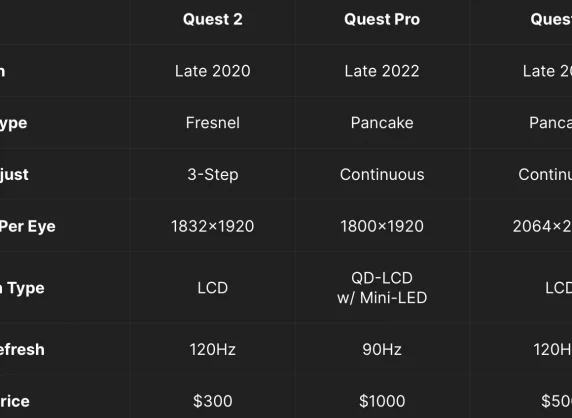 Quest 2 Quest Pro Quest
n Late 2020 Late 2022 Late 20
ype Fresnel Pancake Panca
just 3-Step Continuous Continu
Per Eye 1832×1920 1800×1920 2064×2
n Type LCD QD-LCD
w/ Mini-LED LCD
efresh 120Hz 90Hz 120H
rice $300 $1000 $50